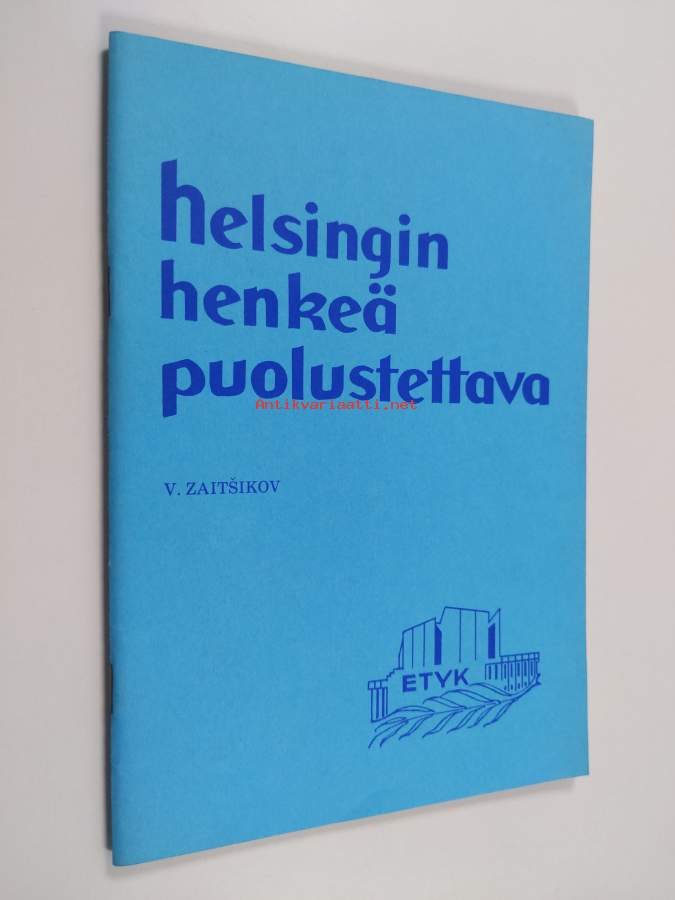 helsingin
henkeä
puolustettava
Antikvariaatti.net
V. ZAITŠIKOV
ETYK